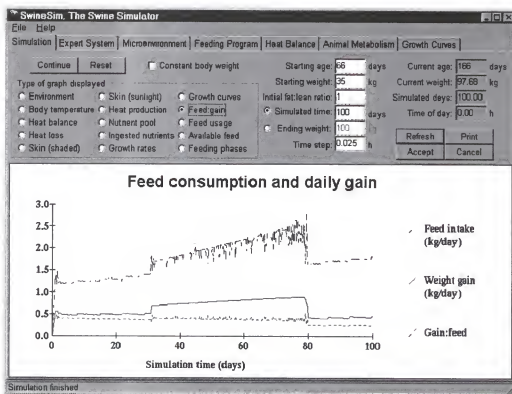 SwineSim, The Swine Simulator
File Help
Simulation Expert System Microenvironment Feeding Program Heat Balance Animal Metabolism Growth Curves
Continue Reset Constant body weight
Type of graph displayed
Environment Skin (sunlight) Growth curves
Body temperature Heat production Feed:gain
Heat balance Nutrient pool Feed usage
Heat loss Ingested nutrients Available feed
Skin (shaded) Growth rates Feeding phases
Starting age: 66 days
Starting weight: 35 kg
Initial fat:lean ratio: 1
Simulated time: 100 days
Ending weight: 100 kg
Time step: 0.025 h
Current age: 166 days
Current weight: 97.68 kg
Simulated days: 100.00
Time of day: 0.00 h
Refresh Print
Accept Cancel
Feed consumption and daily gain
3.0
2.5
2.0
1.5
1.0
0.5
0.0
0 20 40 60 80 100
Simulation time (days)
Feed intake
(kg/day)
Weight gain
(kg/day)
Gain:feed
Simulation finished